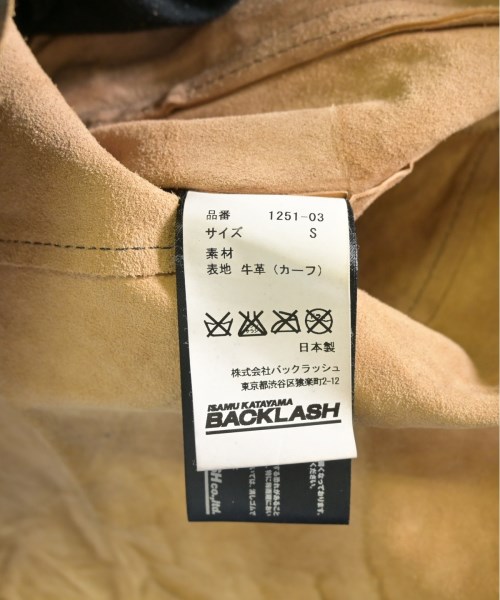 品番 1251-03
サイズ S
素材
表地 牛革（カーフ）
日本製
株式会社バックラッシュ
東京都渋谷区猿楽町2-12
ISAMU KATAYAMA
BACKLASH
co.,ltd.